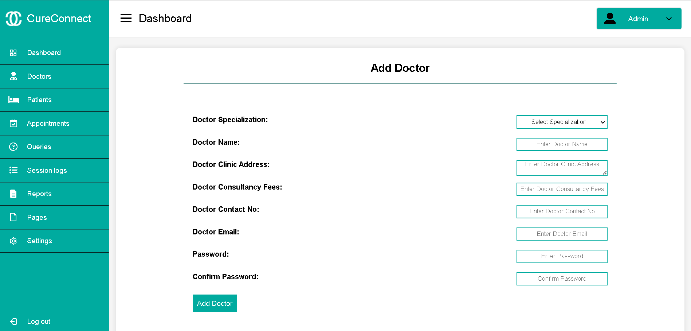 CureConnect
Dashboard
Admin
Dashboard
Doctors
Patients
Appointments
Queries
Session logs
Reports
Pages
Settings
Log out
Add Doctor
Doctor Specialization:
Select Specialization
Doctor Name:
Enter Doctor Name
Doctor Clinic Address:
Enter Doctor Clinic Address
Doctor Consultancy Fees:
Enter Doctor Consultancy Fees
Doctor Contact No:
Enter Doctor Contact No
Doctor Email:
Enter Doctor Email
Password:
Enter Password
Confirm Password:
Confirm Password
Add Doctor